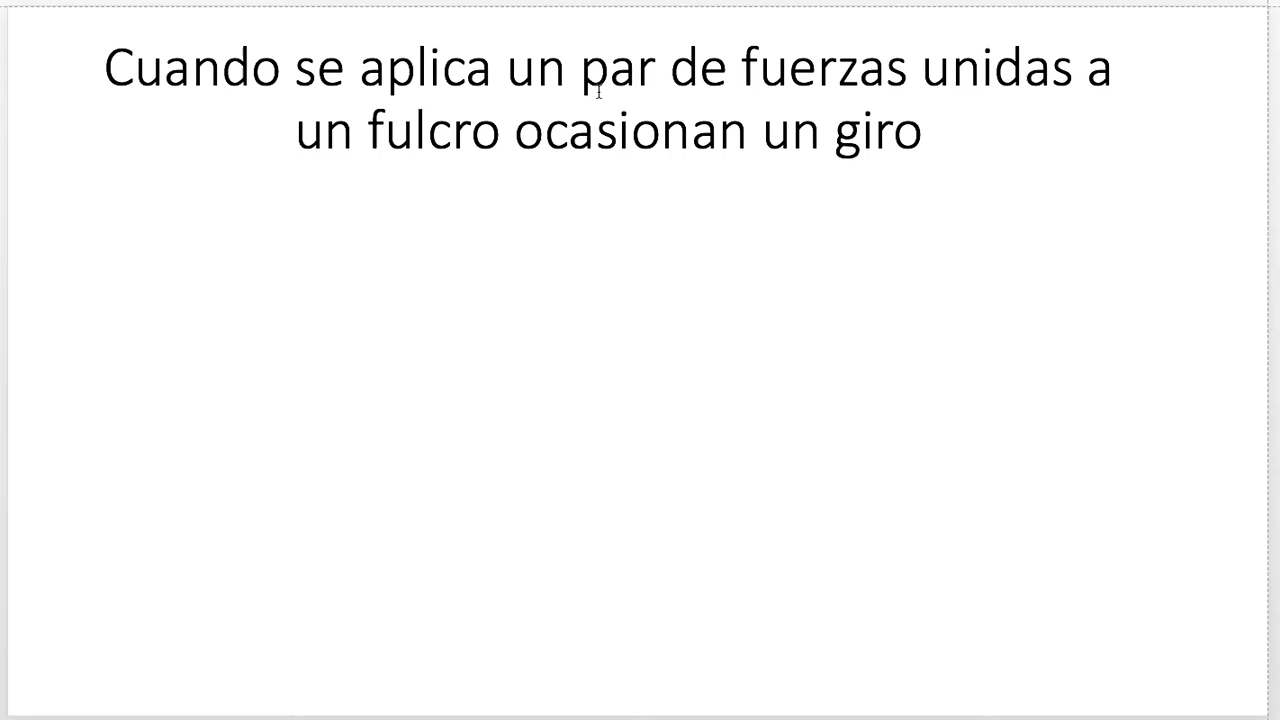 Cuando se aplica un par de fuerzas unidas a
un fulcro ocasionan un giro